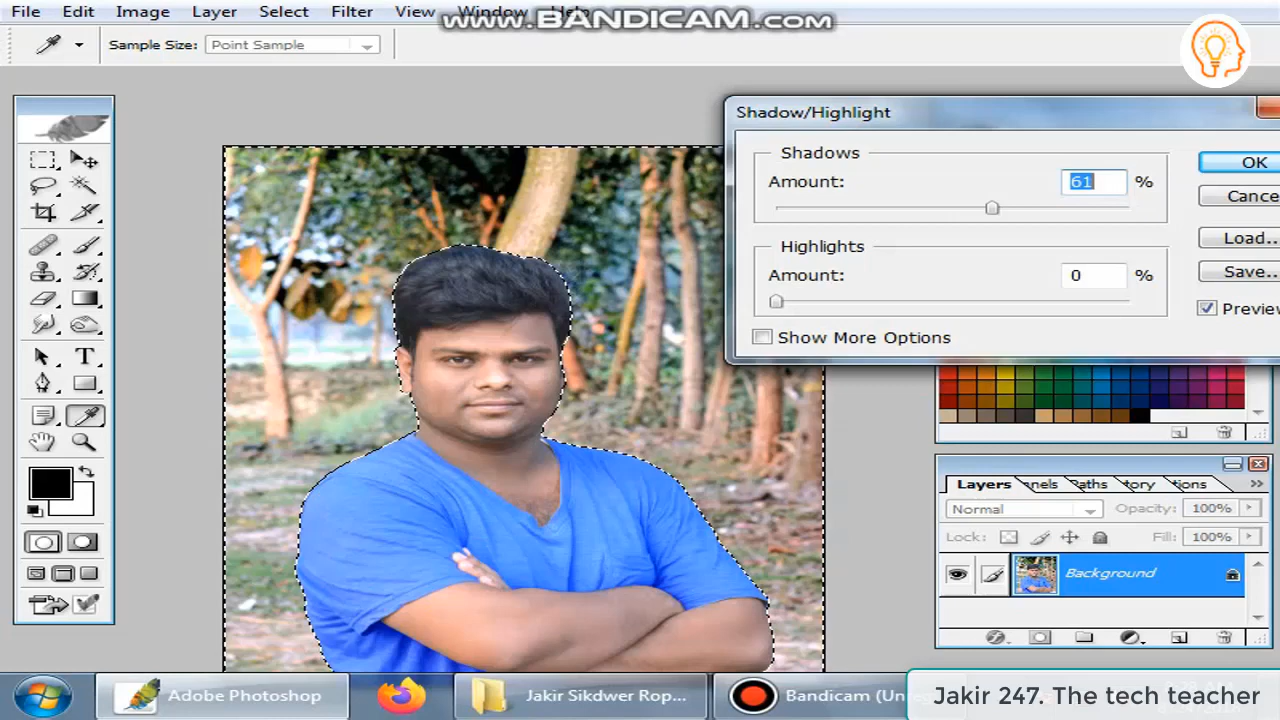 File Edit Image Layer Select Filter View Window Help
www.BANDICAM.com
Sample Size: Point Sample
Shadow/Highlight
Shadows
Amount: 61 %
OK
Cance
Highlights
Load..
Amount: 0 %
Save..
Preview
Show More Options
Layers nnels Paths tory tions
Normal Opacity: 100%
Lock: Fill: 100%
Background
Adobe Photoshop
Jakir Sikdwer Rop...
Bandicam (Unreg
Jakir 247. The tech teacher